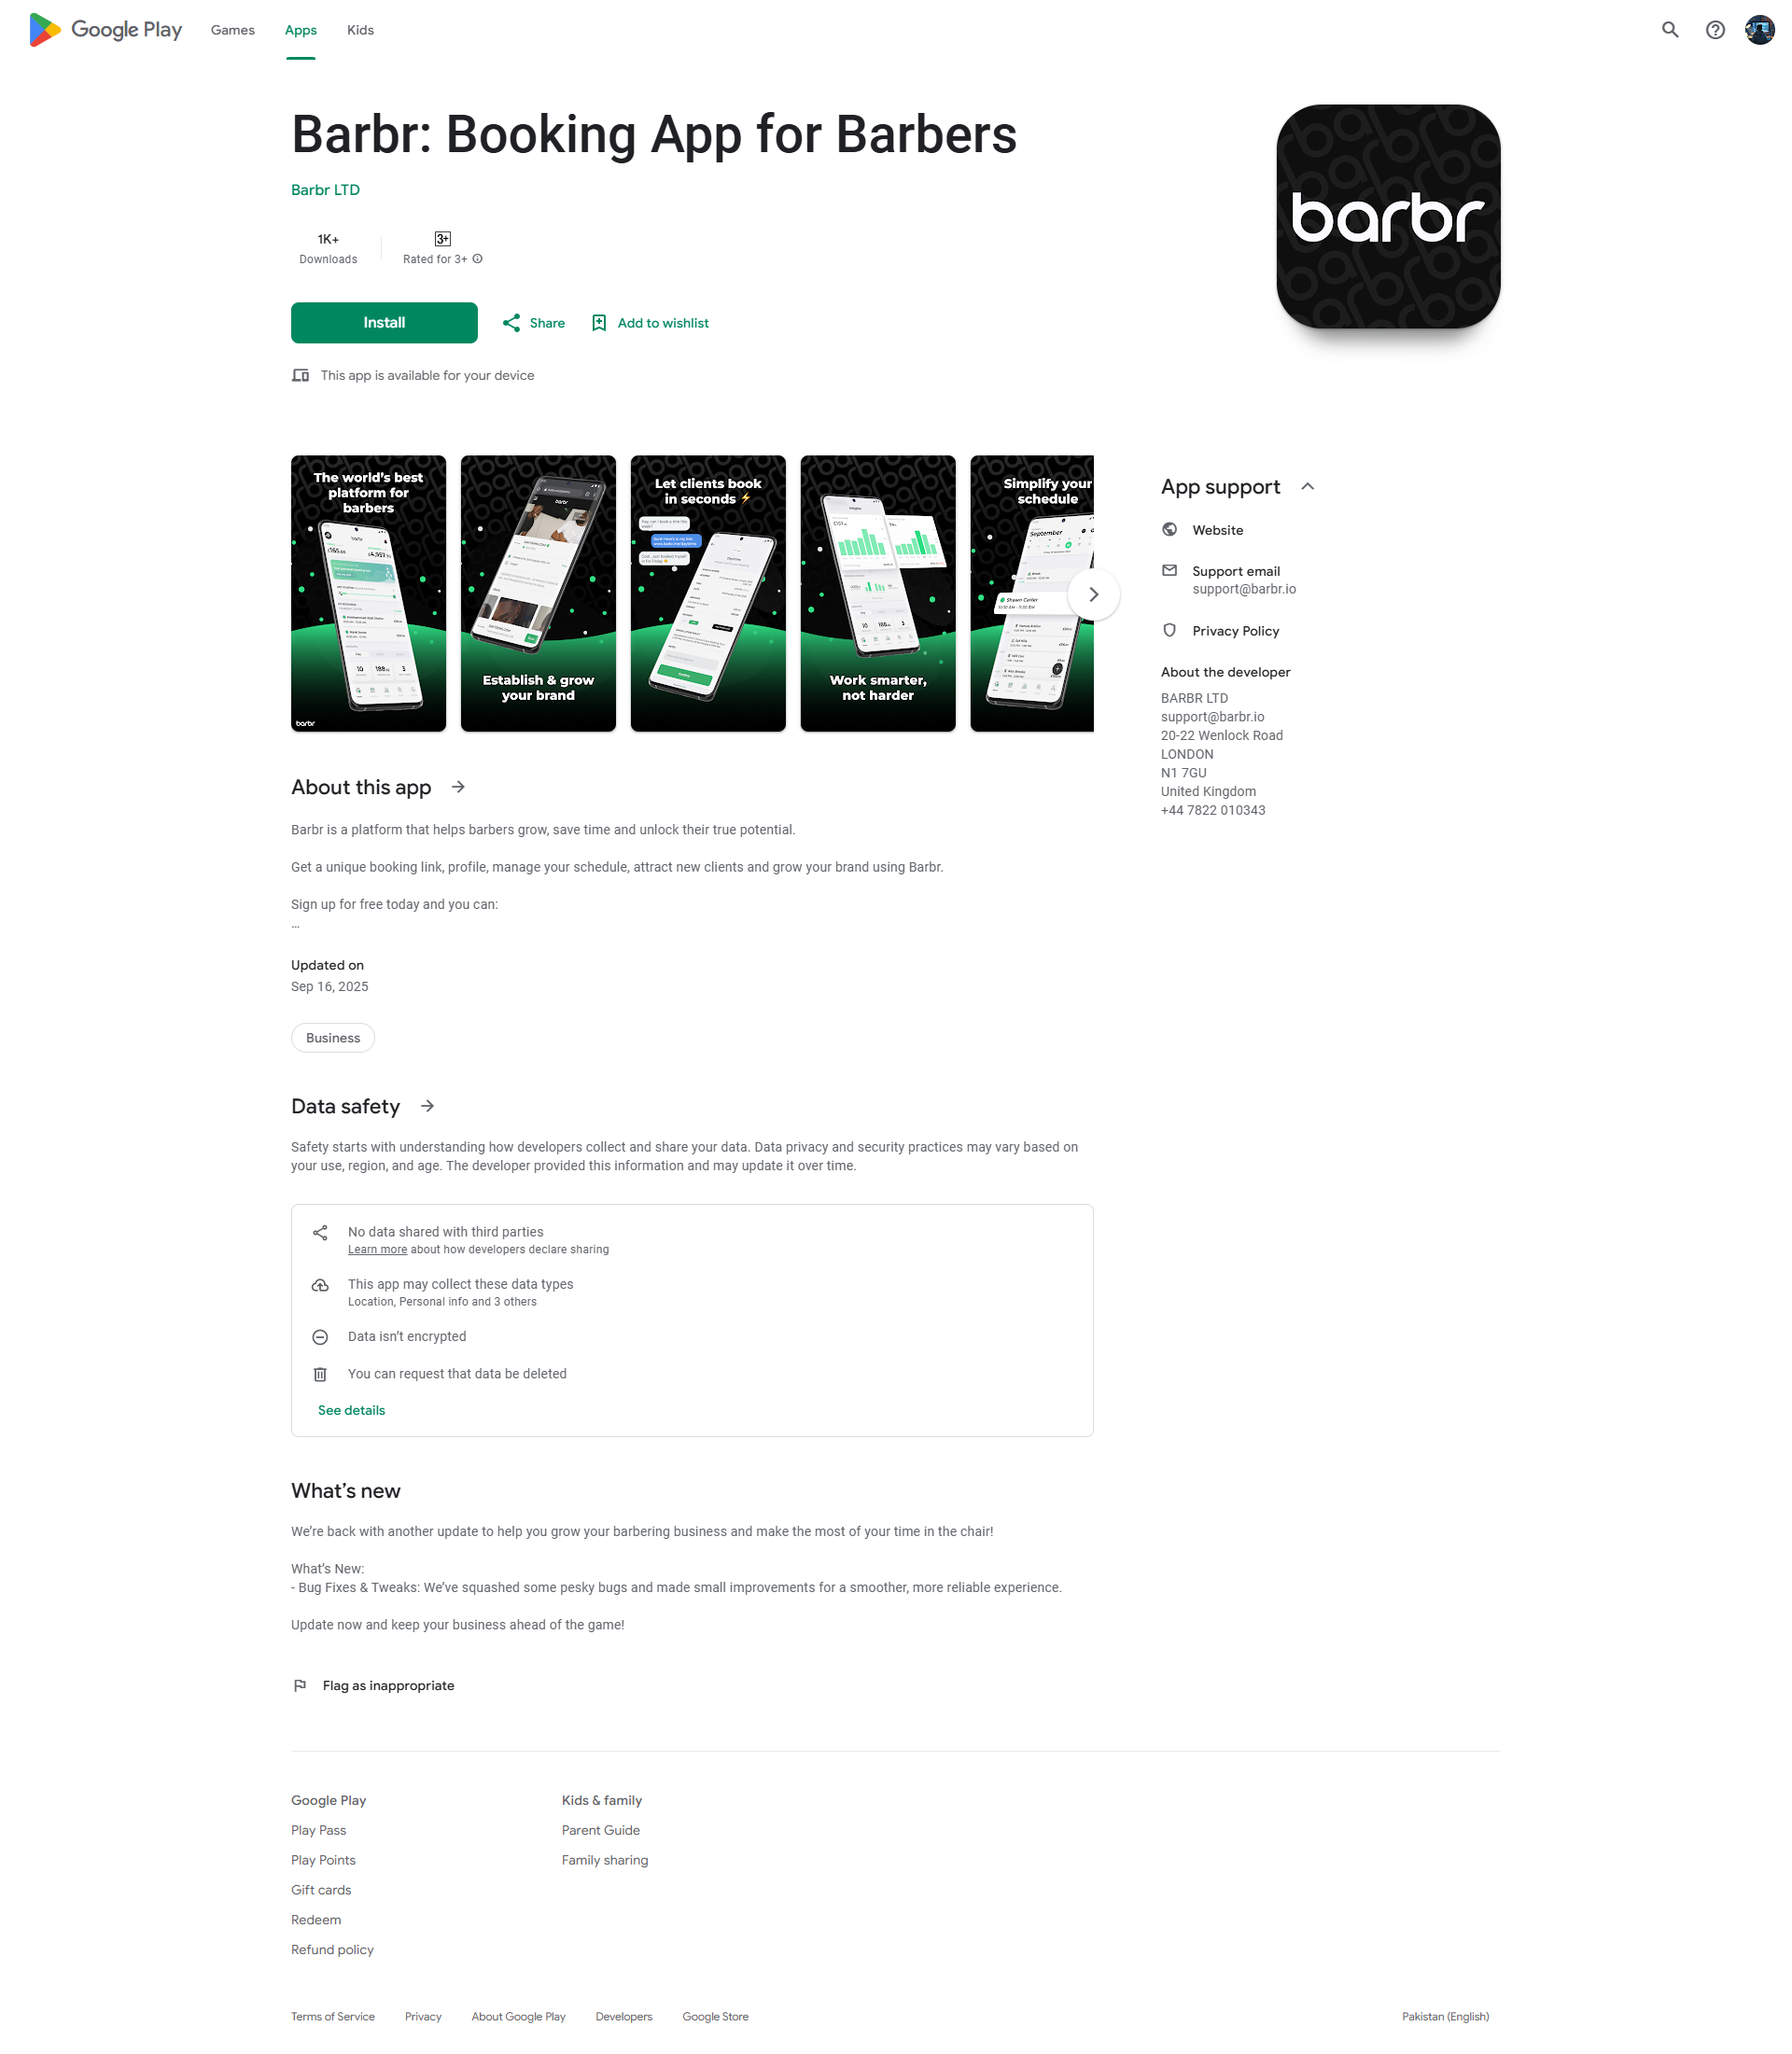 Google Play
Games
Apps
Kids
Barbr: Booking App for Barbers
Barbr LTD
1K+
Downloads
3+
Rated for 3+
Install
Share
Add to wishlist
This app is available for your device
barbr
The world's best
platform for
barbers
barbr
barbr
Establish & grow
your brand
Let clients book
in seconds ⚡
Work smarter,
not harder
Simplify your
schedule
September
Shawn Carter
App support
Website
Support email
support@barbr.io
Privacy Policy
About the developer
BARBR LTD
support@barbr.io
20-22 Wenlock Road
LONDON
N1 7GU
United Kingdom
+44 7822 010343
About this app
Barbr is a platform that helps barbers grow, save time and unlock their true potential.
Get a unique booking link, profile, manage your schedule, attract new clients and grow your brand using Barbr.
Sign up for free today and you can:
…
Updated on
Sep 16, 2025
Business
Data safety
Safety starts with understanding how developers collect and share your data. Data privacy and security practices may vary based on
your use, region, and age. The developer provided this information and may update it over time.
No data shared with third parties
Learn more about how developers declare sharing
This app may collect these data types
Location, Personal info and 3 others
Data isn’t encrypted
You can request that data be deleted
See details
What’s new
We’re back with another update to help you grow your barbering business and make the most of your time in the chair!
What’s New:
- Bug Fixes & Tweaks: We’ve squashed some pesky bugs and made small improvements for a smoother, more reliable experience.
Update now and keep your business ahead of the game!
Flag as inappropriate
Google Play
Play Pass
Play Points
Gift cards
Redeem
Refund policy
Kids & family
Parent Guide
Family sharing
Terms of Service
Privacy
About Google Play
Developers
Google Store
Pakistan (English)